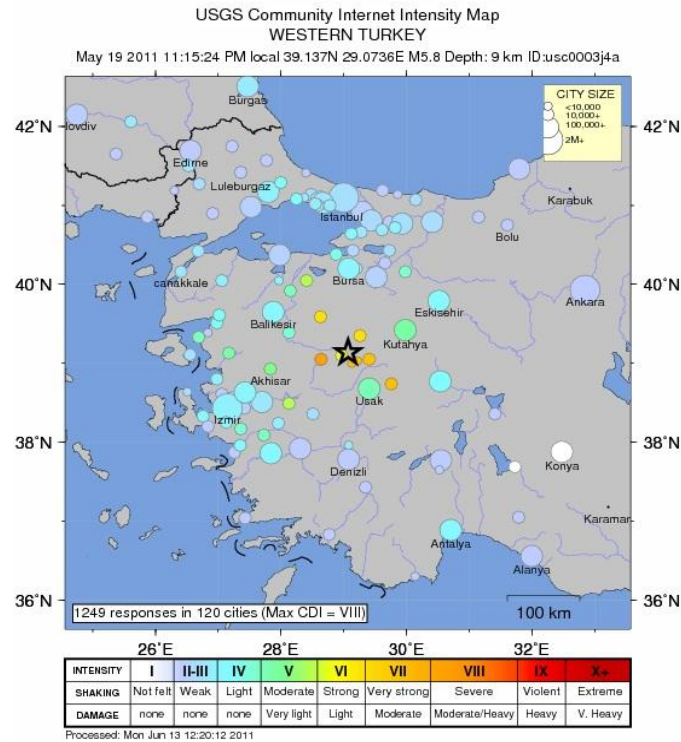 USGS Community Internet Intensity Map
WESTERN TURKEY
May 19 2011 11:15:24 PM local 39.137N 29.0736E M5.8 Depth: 9 km ID:usc0003j4a
CITY SIZE
<10,000
10,000+
100,000+
2M+
Burgas
42°N
lovdiv
42°N
Edirne
Luleburgaz
Karabuk
Istanbul
Bolu
40°N
canakkale
Bursa
40°N
Ankara
Eskisehir
Balikesir
Kutahya
Akhisar
Usak
Izmir
38°N
Denizli
Konya
38°N
Karaman
Antalya
Alanya
36°N
1249 responses in 120 cities (Max CDI = VIII)
100 km
36°N
26°E 28°E 30°E 32°E
INTENSITY I II-III IV V VI VII VIII IX X+
SHAKING Not felt Weak Light Moderate Strong Very strong Severe Violent Extreme
DAMAGE none none none Very light Light Moderate Moderate/Heavy Heavy V. Heavy
Processed: Mon Jun 13 12:20:12 2011